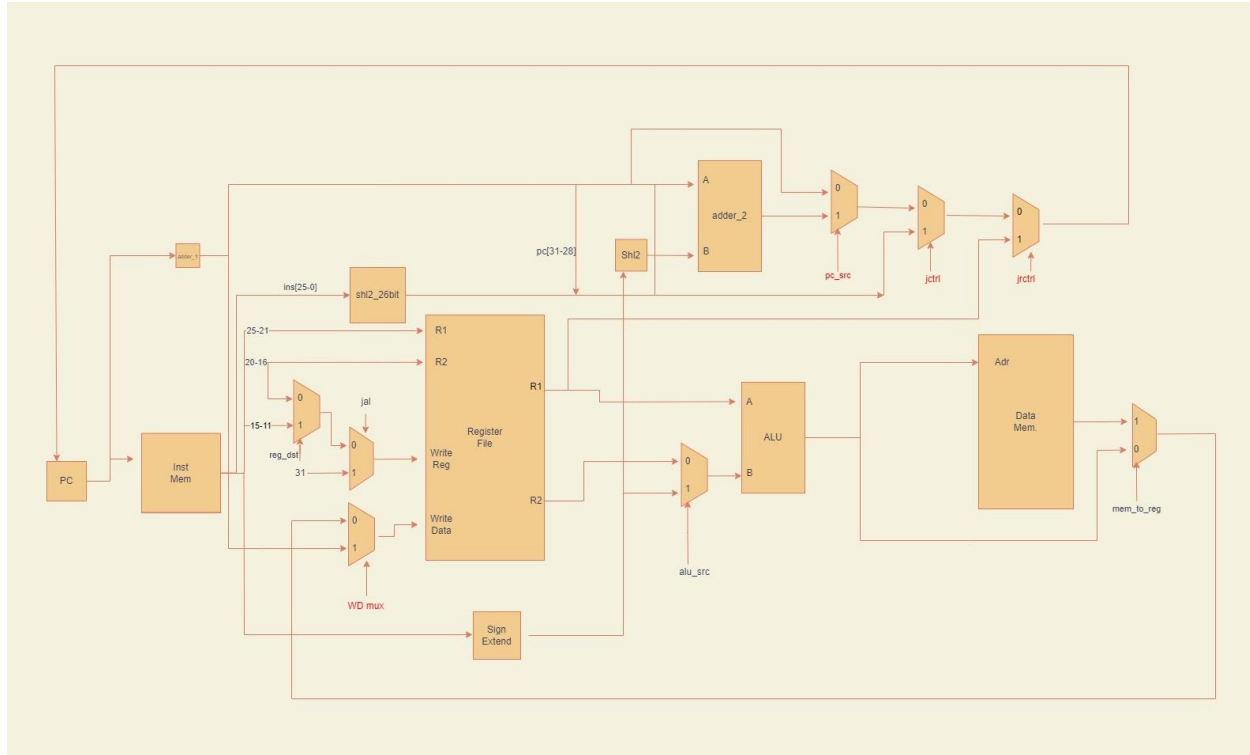 A
adder_2
B
0
1
pc_src
0
1
jctrl
0
1
jrctrl
Shl2
pc[31-28]
adder_1
ins[25-0]
shl2_26bit
25-21
20-16
15-11
0
1
reg_dst
jal
0
1
31
R1
R2
R1
Register
File
Write
Reg
R2
Write
Data
0
1
WD mux
PC
Inst
Mem
Sign
Extend
0
1
alu_src
A
ALU
B
Adr
Data
Mem.
1
0
mem_to_reg